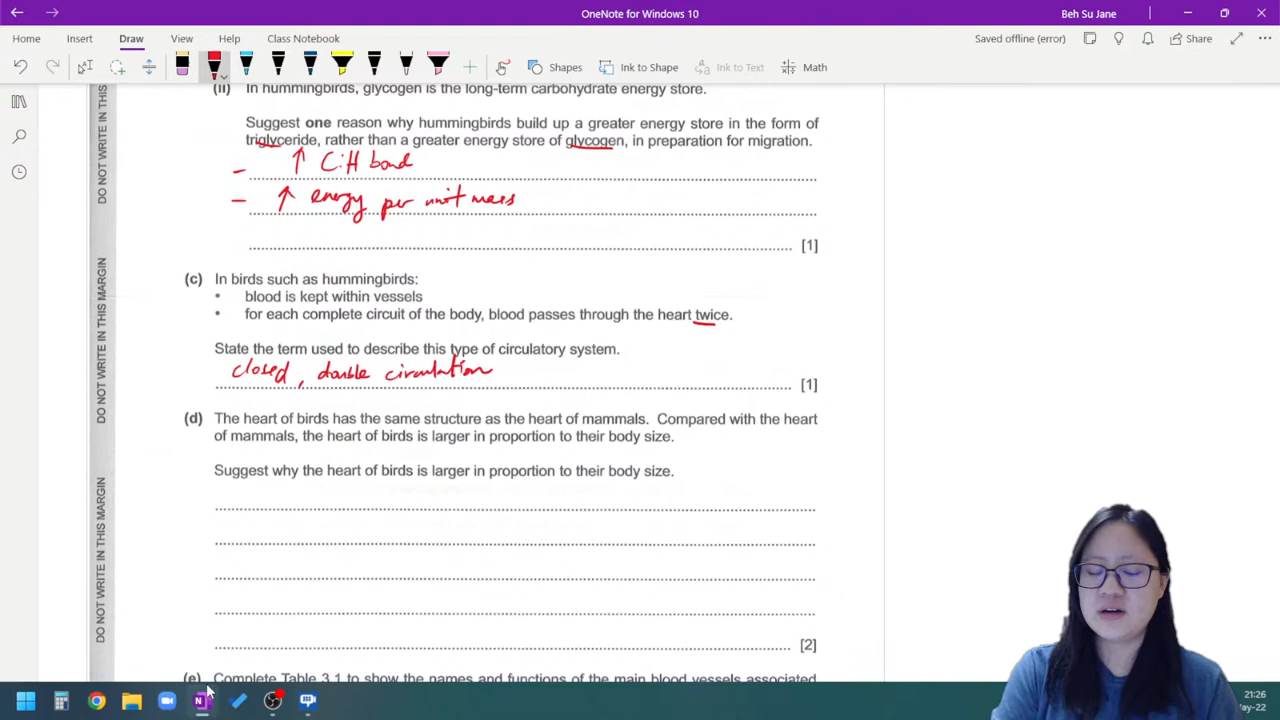 OneNote for Windows 10
Beh Su Jane
Home Insert Draw View Help Class Notebook
Saved offline (error)
Share
Shapes
Ink to Shape
Ink to Text
Math
(ii) In hummingbirds, glycogen is the long-term carbohydrate energy store.
Suggest one reason why hummingbirds build up a greater energy store in the form of
triglyceride, rather than a greater energy store of glycogen, in preparation for migration.
- ↑ C:H bond
- ↑ energy per unit mass
[1]
(c) In birds such as hummingbirds:
• blood is kept within vessels
• for each complete circuit of the body, blood passes through the heart twice.
State the term used to describe this type of circulatory system.
closed, double circulation
[1]
(d) The heart of birds has the same structure as the heart of mammals. Compared with the heart
of mammals, the heart of birds is larger in proportion to their body size.
Suggest why the heart of birds is larger in proportion to their body size.
[2]
(e) Complete Table 3.1 to show the names and functions of the main blood vessels associated
DO NOT WRITE IN THIS
DO NOT WRITE IN THIS MARGIN
DO NOT WRITE IN THIS MARGIN
21:26
May-22